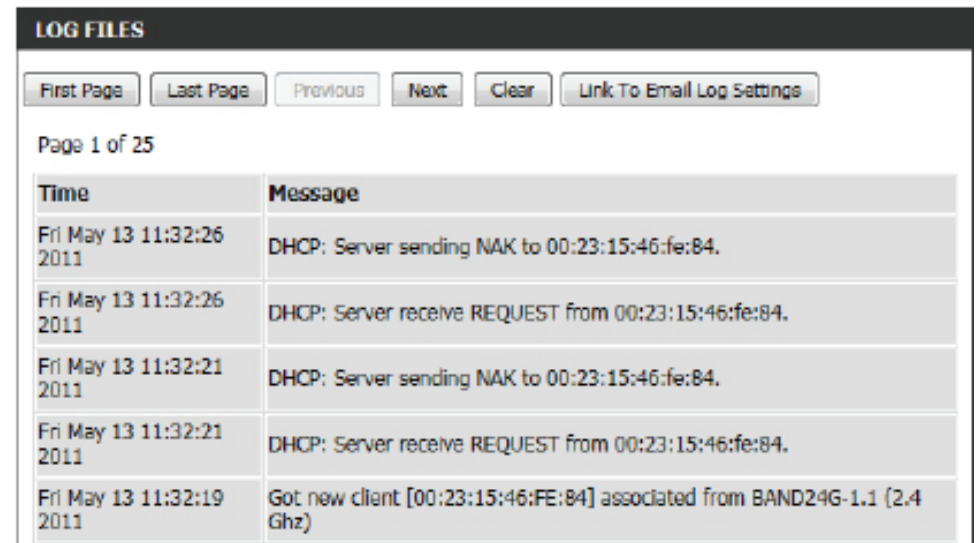 LOG FILES
First Page Last Page Previous Next Clear Link To Email Log Settings
Page 1 of 25
Time Message
Fri May 13 11:32:26 2011 DHCP: Server sending NAK to 00:23:15:46:fe:84.
Fri May 13 11:32:26 2011 DHCP: Server receive REQUEST from 00:23:15:46:fe:84.
Fri May 13 11:32:21 2011 DHCP: Server sending NAK to 00:23:15:46:fe:84.
Fri May 13 11:32:21 2011 DHCP: Server receive REQUEST from 00:23:15:46:fe:84.
Fri May 13 11:32:19 2011 Got new client [00:23:15:46:FE:84] associated from BAND24G-1.1 (2.4
Ghz)